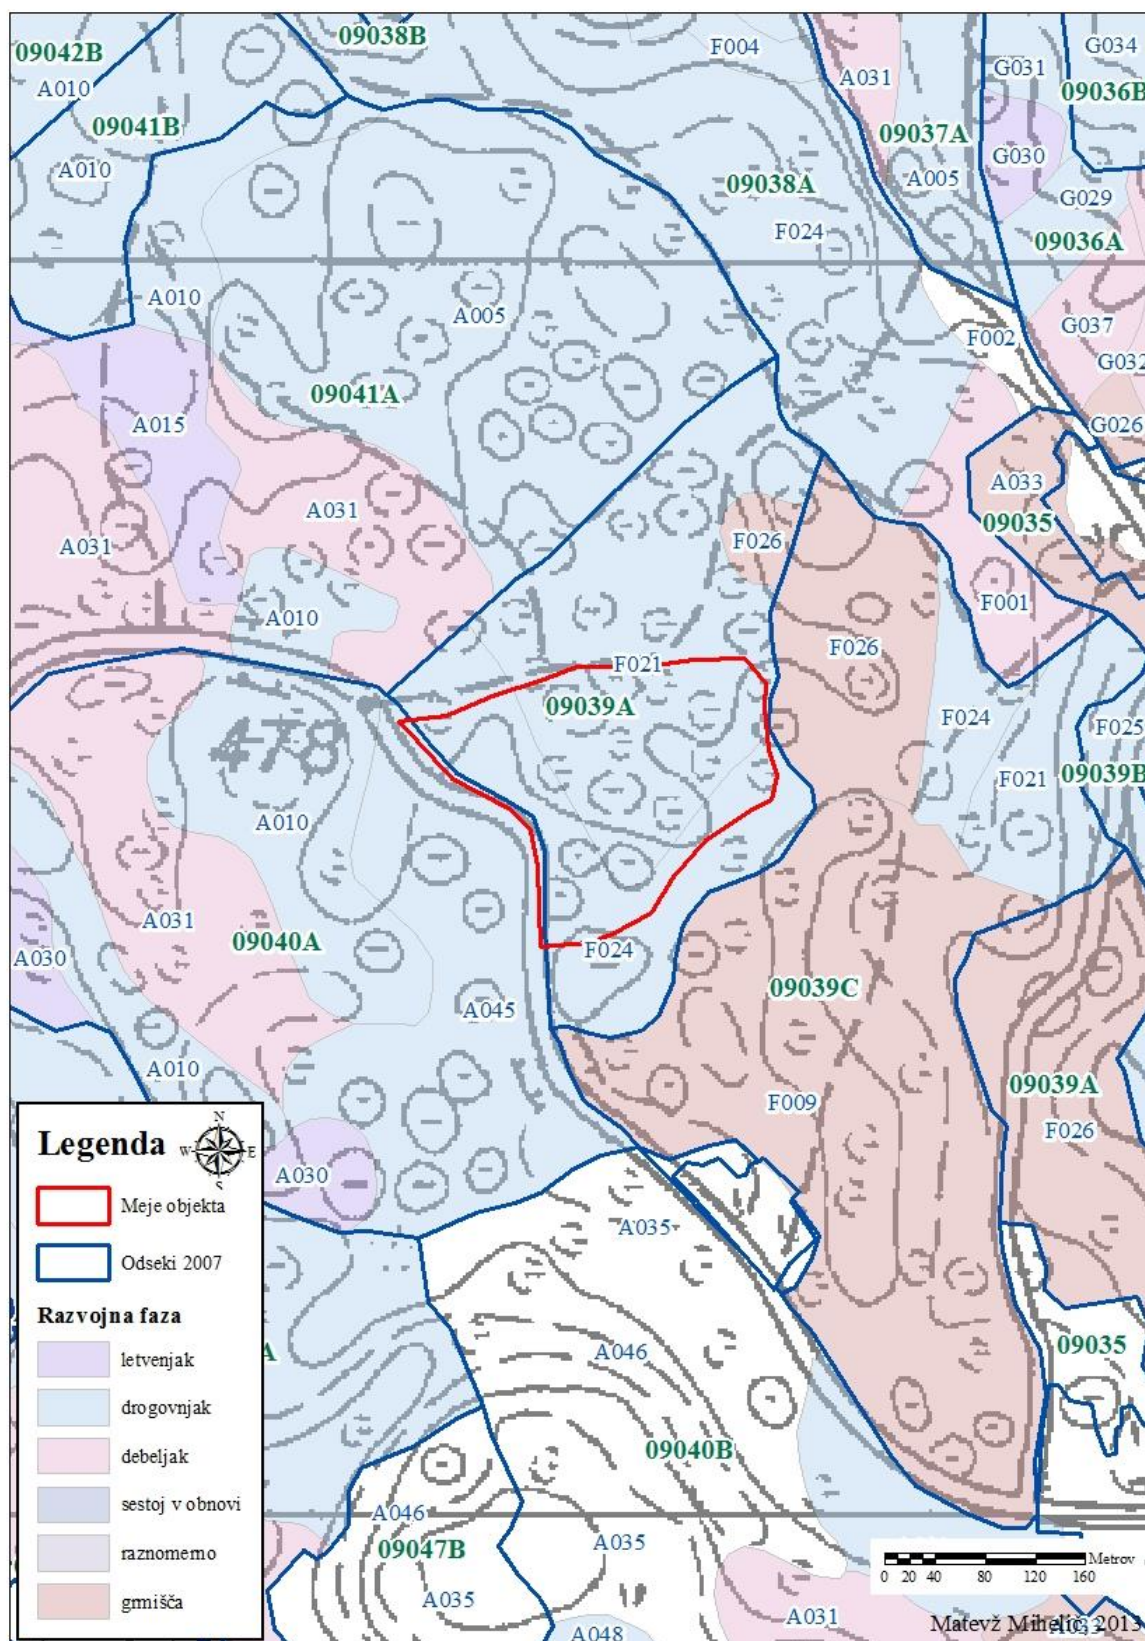 09042B
09038B
F004
G034
A010
A031
G031
09036B
09041B
09037A
G030
A010
A005
09038A
G029
F024
09036A
A010
A005
G037
F002
G032
09041A
A015
G026
A033
A031
09035
A031
F026
F001
A010
F026
F021
09039A
F024
F025
478
F021
09039B
A010
A031
09040A
F024
A030
09039C
A045
A010
09039A
F009
F026
A030
A035
09035
A046
09040B
A046
09047B
A035
A035
A031
A048
Legenda
N
W E
S
Meje objekta
Odseki 2007
Razvojna faza
letvenjak
A
drogovnjak
debeljak
sestoj v obnovi
raznomerno
grmišča
Metrov
0 20 40 80 120 160
Matevž Mihelič, 2013